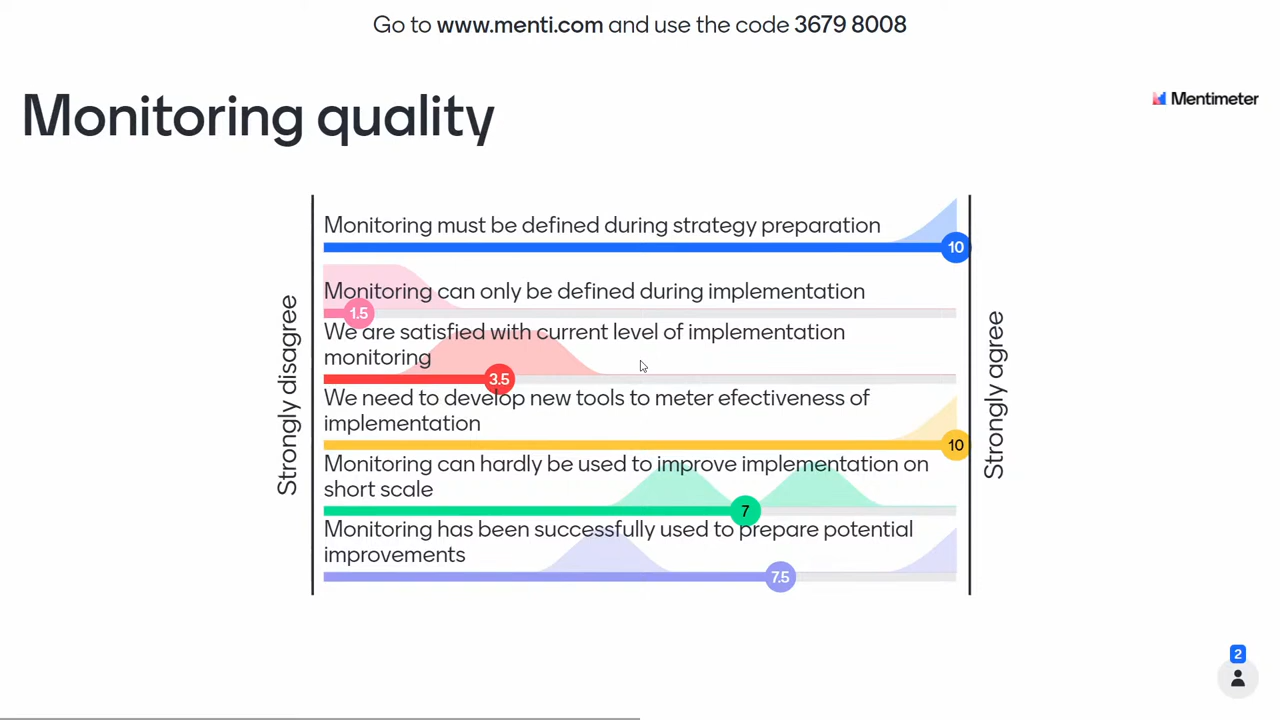 Go to www.menti.com and use the code 3679 8008
Monitoring quality
Mentimeter
Monitoring must be defined during strategy preparation
10
Monitoring can only be defined during implementation
1.5
We are satisfied with current level of implementation
monitoring
3.5
We need to develop new tools to meter efectiveness of
implementation
10
Monitoring can hardly be used to improve implementation on
short scale
7
Monitoring has been successfully used to prepare potential
improvements
7.5
Strongly disagree
Strongly agree
2